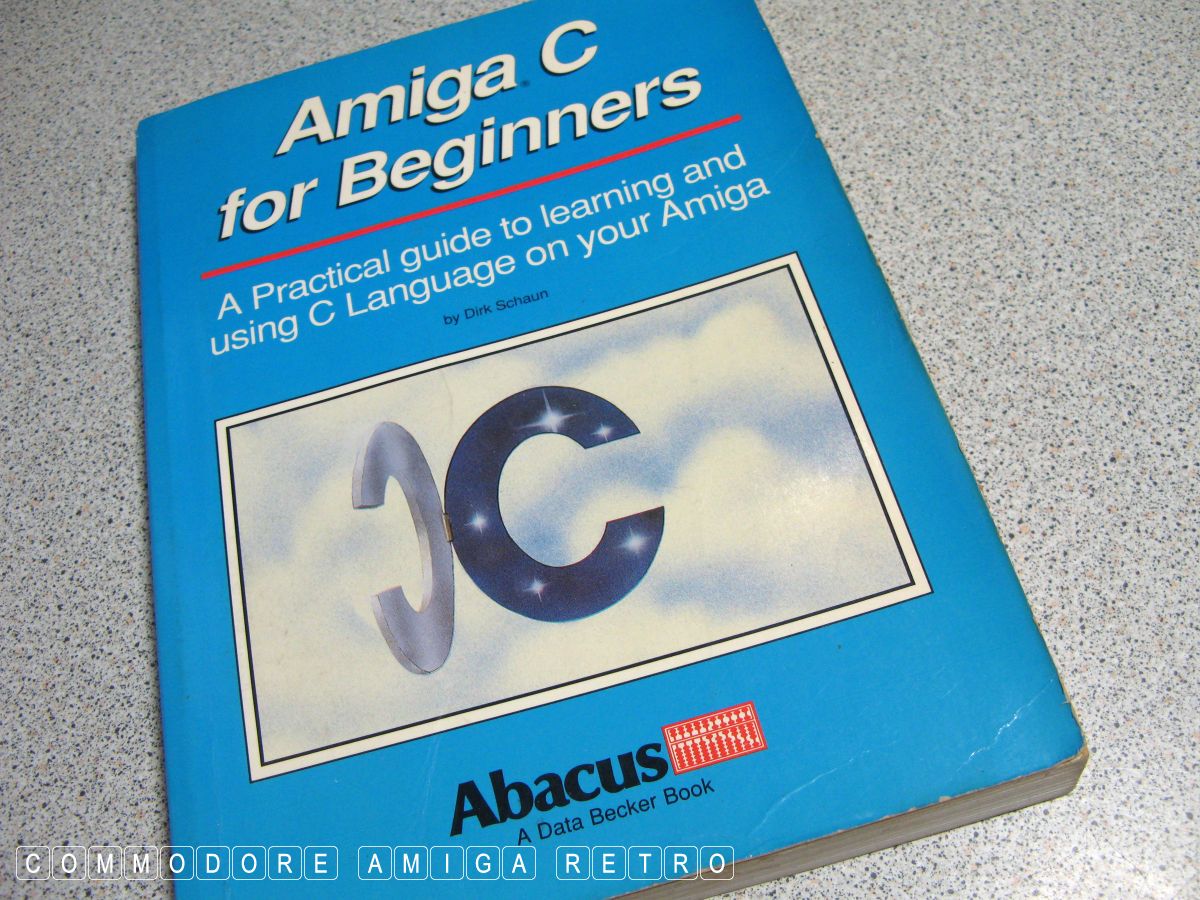 Amiga® C
for Beginners
A Practical guide to learning and
using C Language on your Amiga
by Dirk Schaun
C
Abacus
A Data Becker Book
COMMODORE AMIGA RETRO